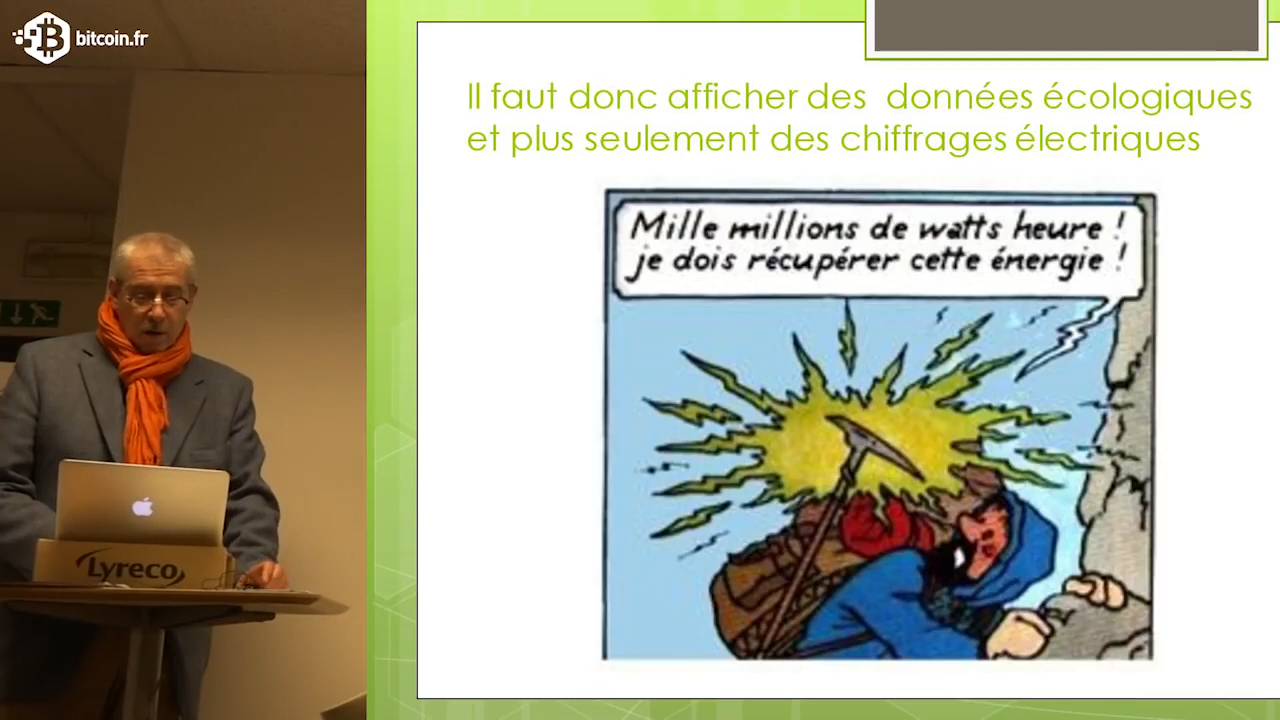 bitcoin.fr
Il faut donc afficher des données écologiques
et plus seulement des chiffrages électriques
Mille millions de watts heure !
je dois récupérer cette énergie !
Lyreco